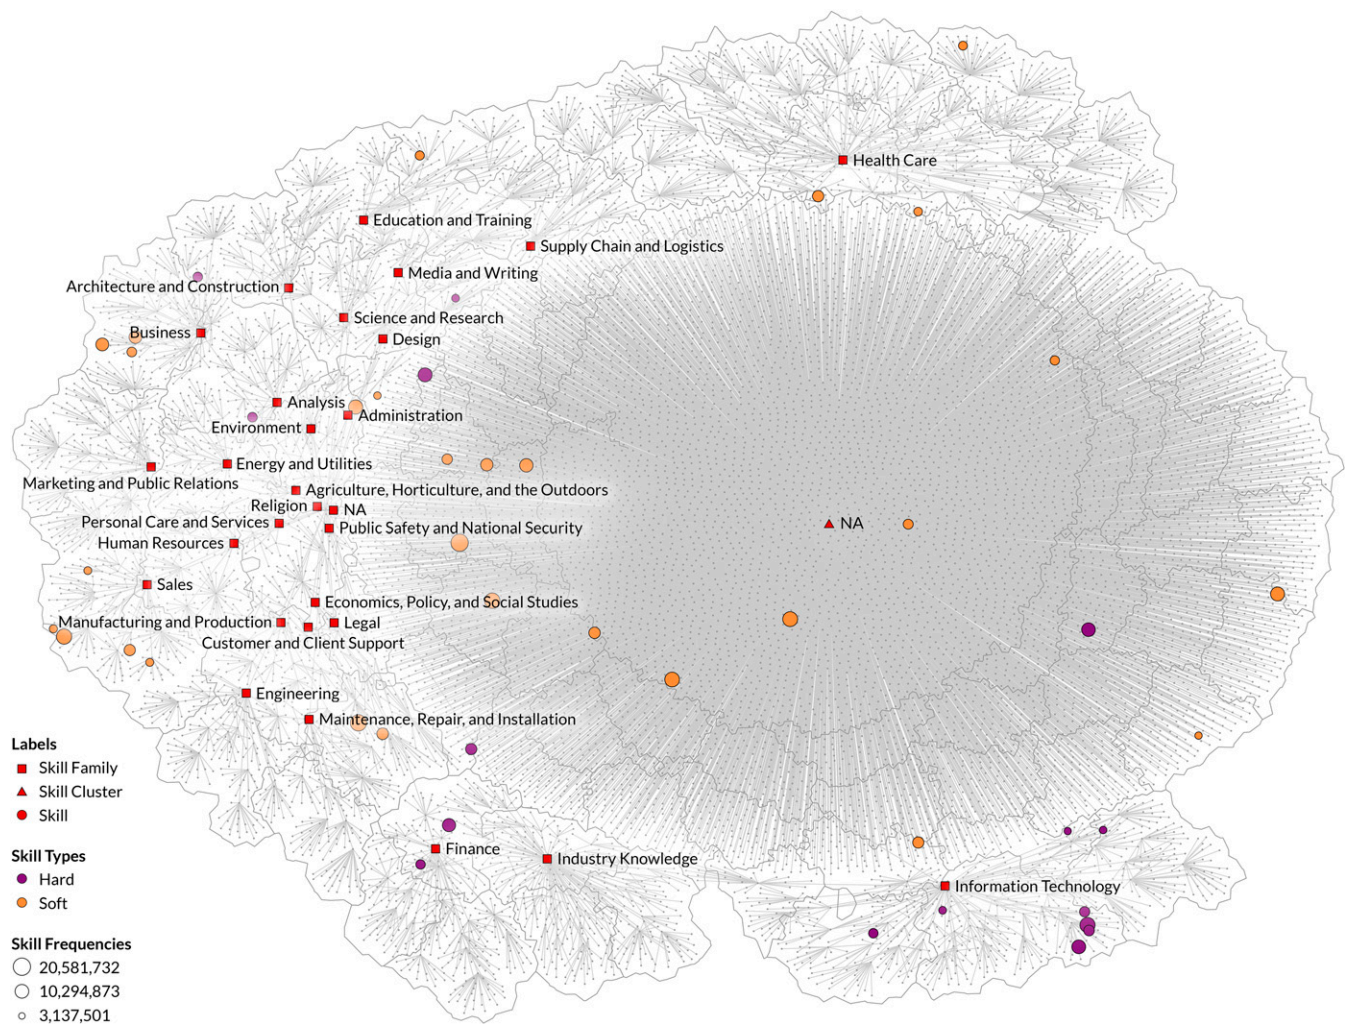 Health Care
Education and Training
Supply Chain and Logistics
Media and Writing
Architecture and Construction
Science and Research
Business
Design
Analysis
Administration
Environment
Energy and Utilities
Marketing and Public Relations
Agriculture, Horticulture, and the Outdoors
Religion
NA
Personal Care and Services
NA
Public Safety and National Security
Human Resources
Sales
Economics, Policy, and Social Studies
Manufacturing and Production
Legal
Customer and Client Support
Engineering
Maintenance, Repair, and Installation
Finance
Industry Knowledge
Information Technology
Labels
Skill Family
Skill Cluster
Skill
Skill Types
Hard
Soft
Skill Frequencies
20,581,732
10,294,873
3,137,501